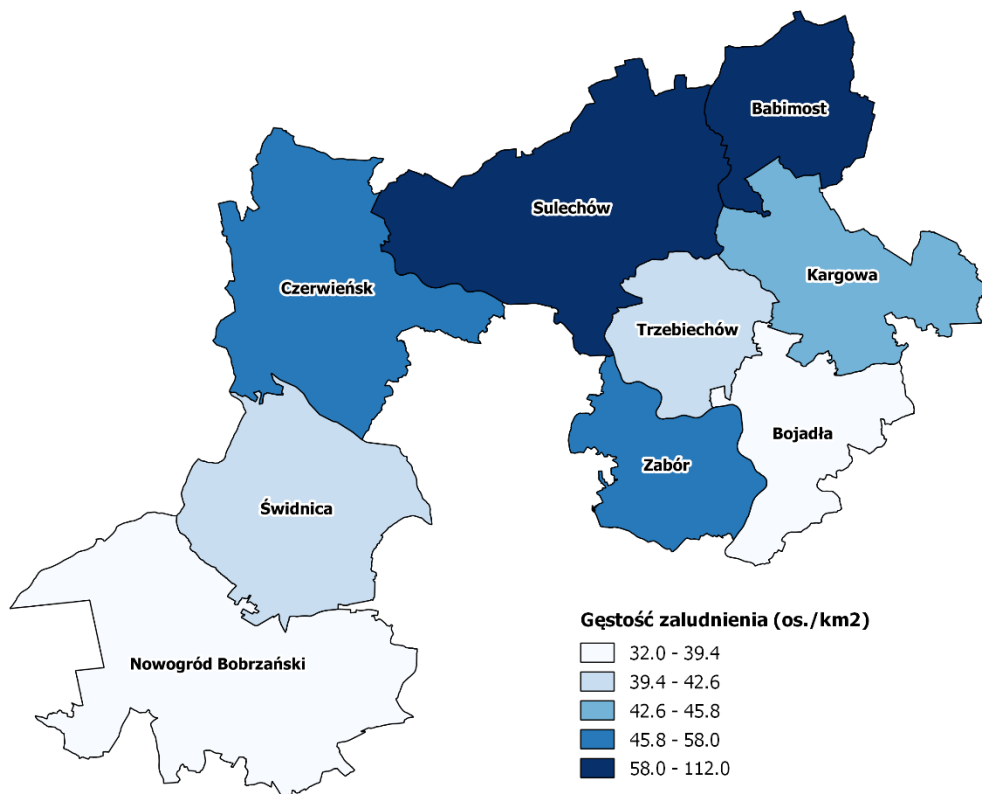 Babimost
Sulechów
Kargowa
Czerwieńsk
Trzebiechów
Bojadła
Zabór
Świdnica
Nowogród Bobrzański
Gęstość zaludnienia (os./km2)
32.0 - 39.4
39.4 - 42.6
42.6 - 45.8
45.8 - 58.0
58.0 - 112.0